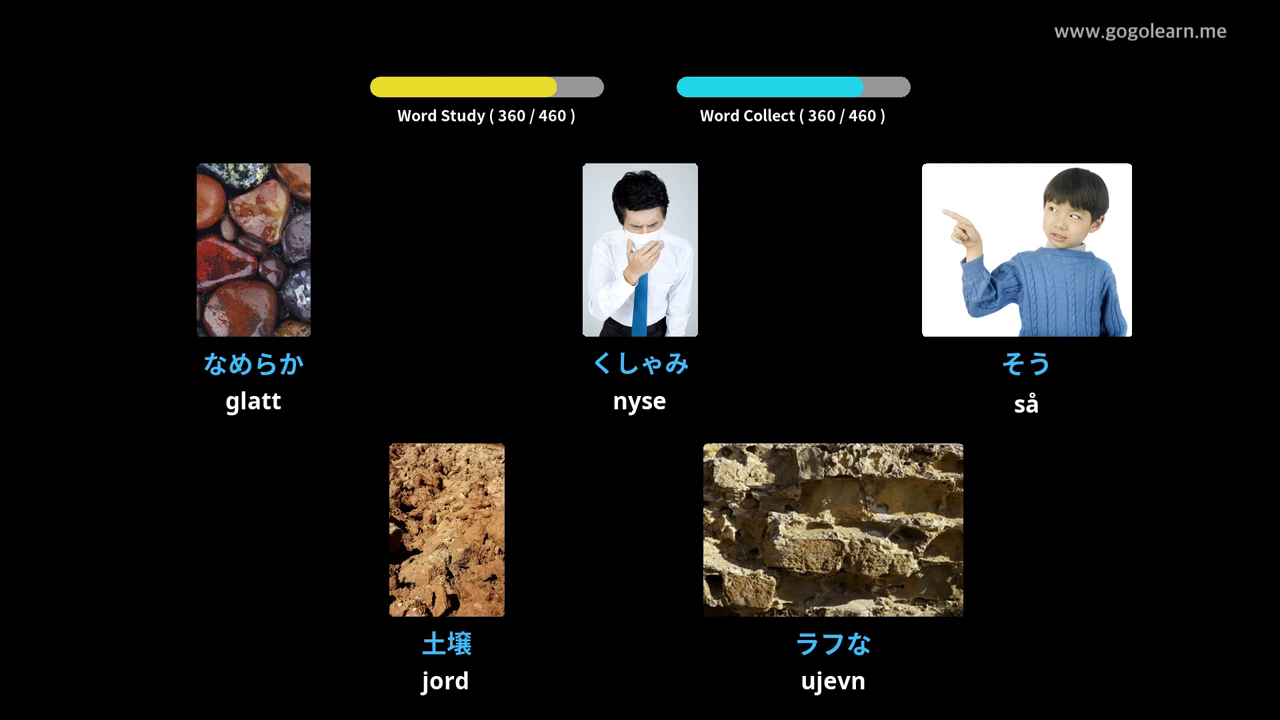 www.gogolearn.me
Word Study ( 360 / 460 )
Word Collect ( 360 / 460 )
なめらか
glatt
くしゃみ
nyse
そう
så
土壌
jord
ラフな
ujevn